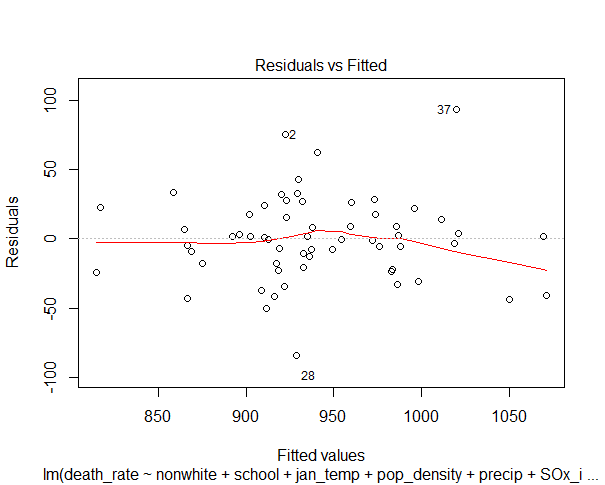 Residuals vs Fitted
100
50
0
-50
-100
Residuals
37
2
28
850 900 950 1000 1050
Fitted values
lm(death_rate ~ nonwhite + school + jan_temp + pop_density + precip + SOx_i ...